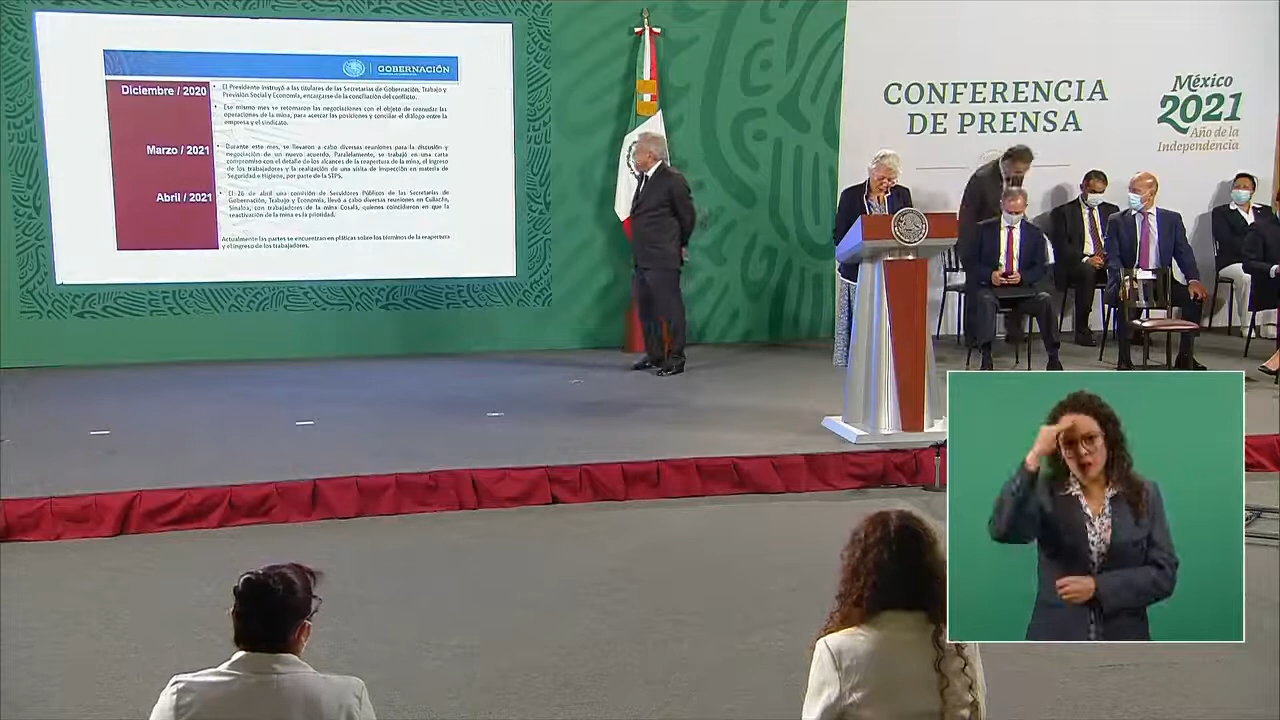 GOBERNACIÓN
Diciembre / 2020
• El Presidente instruyó a las titulares de las Secretarías de Gobernación, Trabajo y
Previsión Social y Economía, encargarse de la conciliación del conflicto.
• Ese mismo mes se retomaron las negociaciones con el objeto de reanudar las
operaciones de la mina, para acercar las posiciones y conciliar el diálogo entre la
empresa y el sindicato.
Marzo / 2021
• Durante este mes, se llevaron a cabo diversas reuniones para la discusión y
negociación de un nuevo acuerdo. Paralelamente, se trabajó en una carta
compromiso con el detalle de los alcances de la reapertura de la mina, el ingreso
de los trabajadores y la realización de una visita de inspección en materia de
Seguridad e Higiene, por parte de la STPS.
Abril / 2021
• El 26 de abril una comisión de Servidores Públicos de las Secretarías de
Gobernación, Trabajo y Economía, llevó a cabo diversas reuniones en Culiacán,
Sinaloa, con trabajadores de la mina Cosalá, quienes coincidieron en que la
reactivación de la mina es la prioridad.
Actualmente las partes se encuentran en pláticas sobre los términos de la reapertura
y el ingreso de los trabajadores.
CONFERENCIA
DE PRENSA
México
2021
Año de la
Independencia